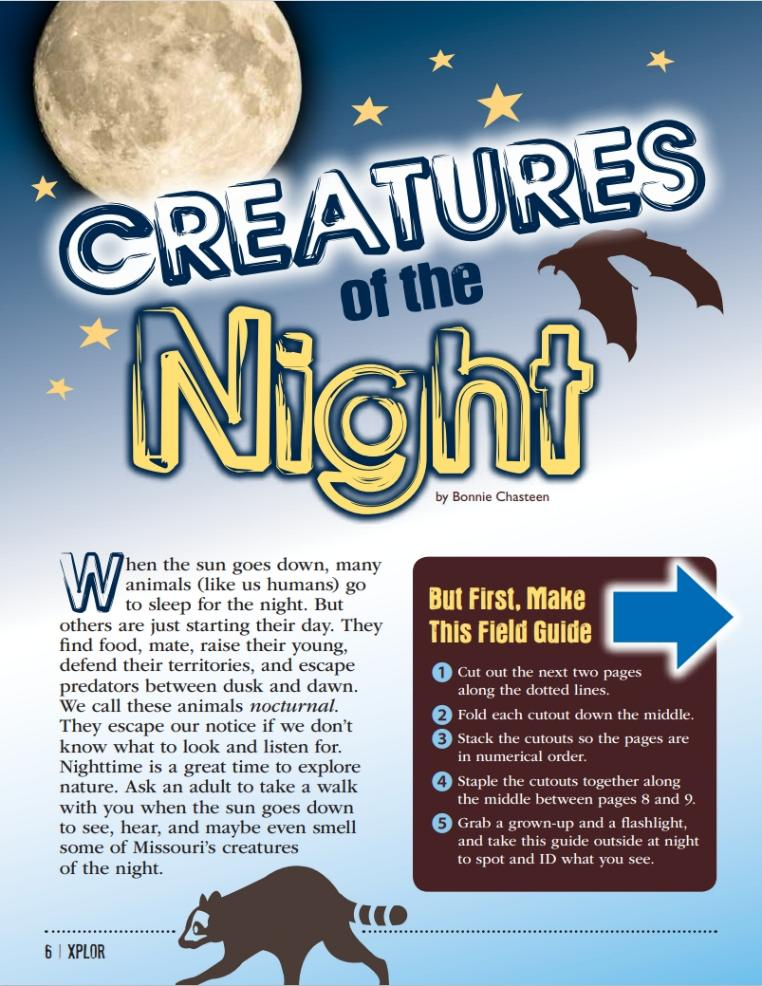 CREATURES
of the
Night
by Bonnie Chasteen
When the sun goes down, many
animals (like us humans) go
to sleep for the night. But
others are just starting their day. They
find food, mate, raise their young,
defend their territories, and escape
predators between dusk and dawn.
We call these animals nocturnal.
They escape our notice if we don’t
know what to look and listen for.
Nighttime is a great time to explore
nature. Ask an adult to take a walk
with you when the sun goes down
to see, hear, and maybe even smell
some of Missouri’s creatures
of the night.
But First, Make
This Field Guide
1 Cut out the next two pages
along the dotted lines.
2 Fold each cutout down the middle.
3 Stack the cutouts so the pages are
in numerical order.
4 Staple the cutouts together along
the middle between pages 8 and 9.
5 Grab a grown-up and a flashlight,
and take this guide outside at night
to spot and ID what you see.
6 | XPLOR